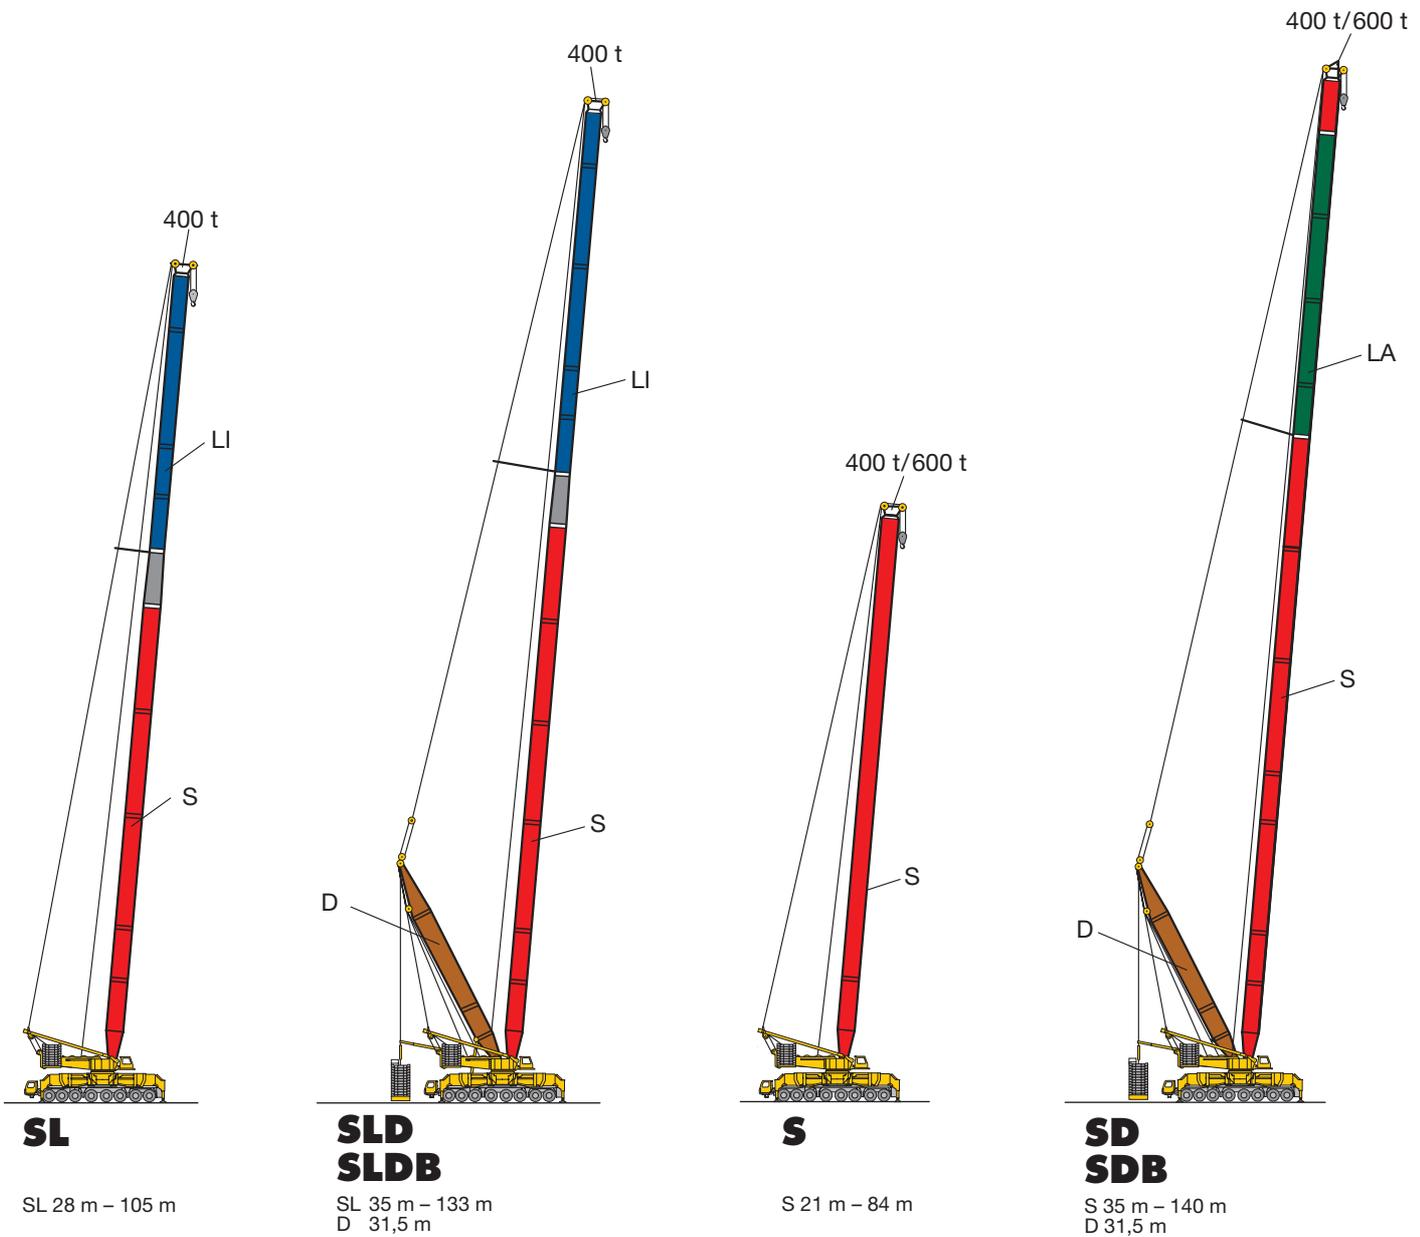 400 t
LI
S
SL
SL 28 m – 105 m
400 t
LI
S
D
SLD
SLDB
SL 35 m – 133 m
D 31,5 m
400 t/600 t
S
S
S 21 m – 84 m
400 t/600 t
LA
S
D
SD
SDB
S 35 m – 140 m
D 31,5 m